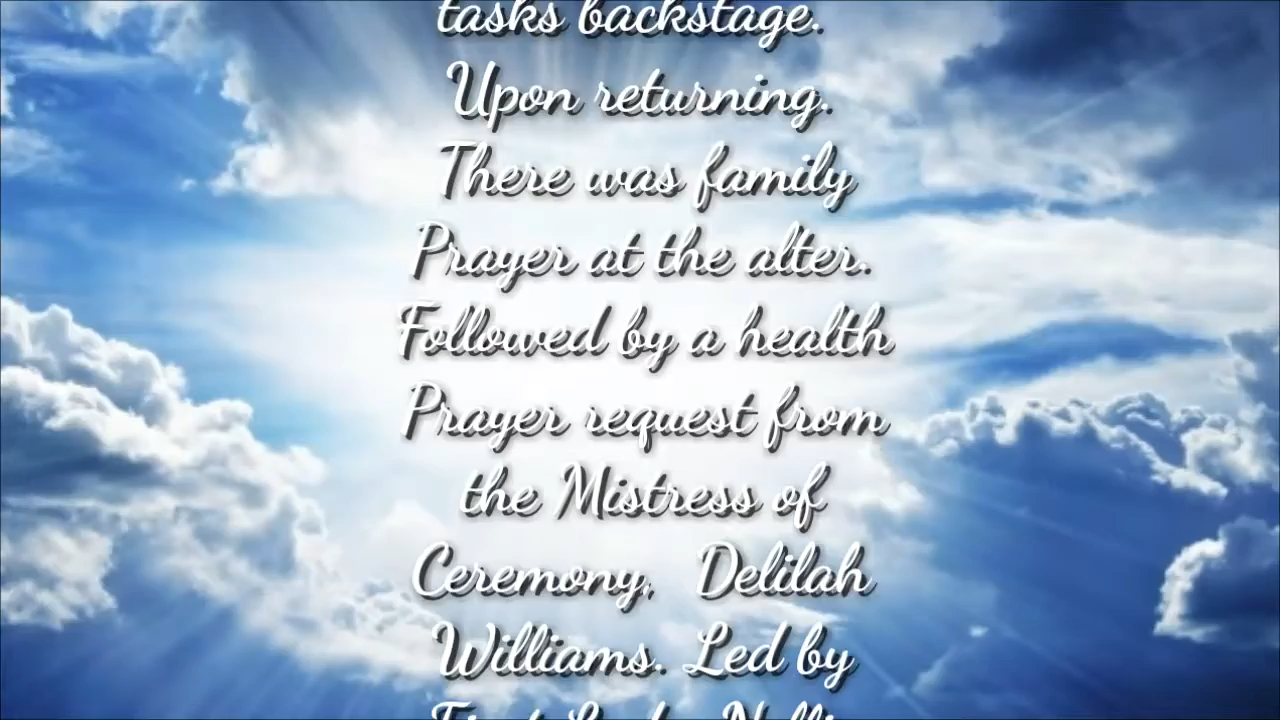 tasks backstage.
Upon returning.
There was family
Prayer at the alter.
Followed by a health
Prayer request from
the Mistress of
Ceremony, Delilah
Williams. Led by